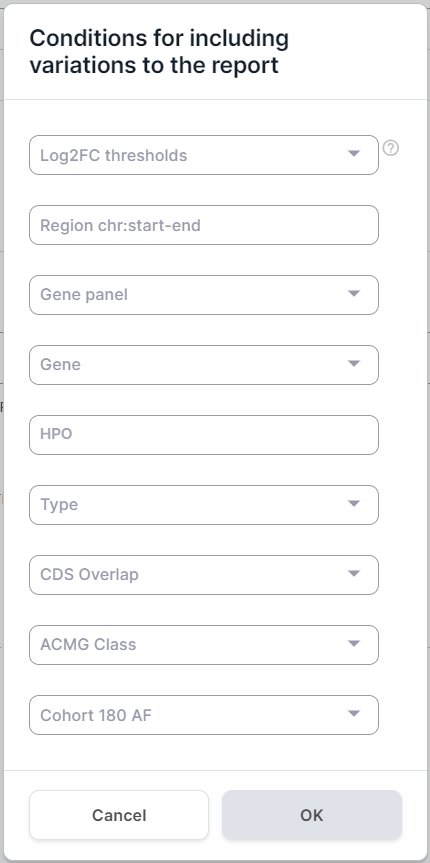 Conditions for including
variations to the report
Log2FC thresholds
?
Region chr:start-end
Gene panel
Gene
HPO
Type
CDS Overlap
ACMG Class
Cohort 180 AF
Cancel
OK